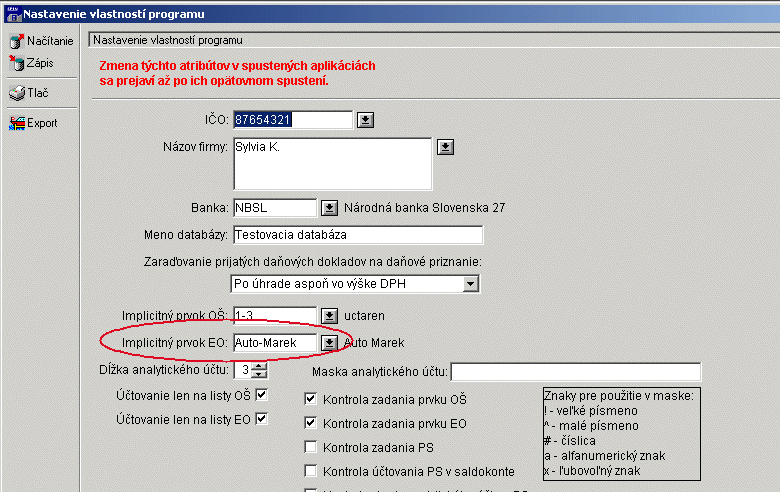 Nastavenie vlastností programu
Načítanie
Zápis
Tlač
Export
Nastavenie vlastností programu
Zmena týchto atribútov v spustených aplikáciách
sa prejaví až po ich opätovnom spustení.
IČO: 87654321
Názov firmy: Sylvia K.
Banka: NBSL Národná banka Slovenska 27
Meno databázy: Testovacia databáza
Zaraďovanie prijatých daňových dokladov na daňové priznanie:
Po úhrade aspoň vo výške DPH
Implicitný prvok OŠ: 1-3 uctaren
Implicitný prvok EO: Auto-Marek Auto Marek
Dĺžka analytického účtu: 3 Maska analytického účtu:
Účtovanie len na listy OŠ
Účtovanie len na listy EO
Kontrola zadania prvku OŠ
Kontrola zadania prvku EO
Kontrola zadania PS
Kontrola účtovania PS v saldokonte
Znaky pre použitie v maske:
! - veľké písmeno
^ - malé písmeno
# - číslica
a - alfanumerický znak
x - ľubovoľný znak